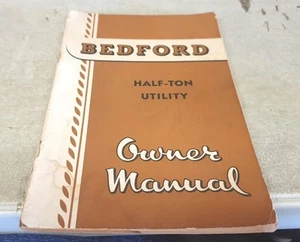 BEDFORD
HALF-TON
UTILITY
Owner
Manual